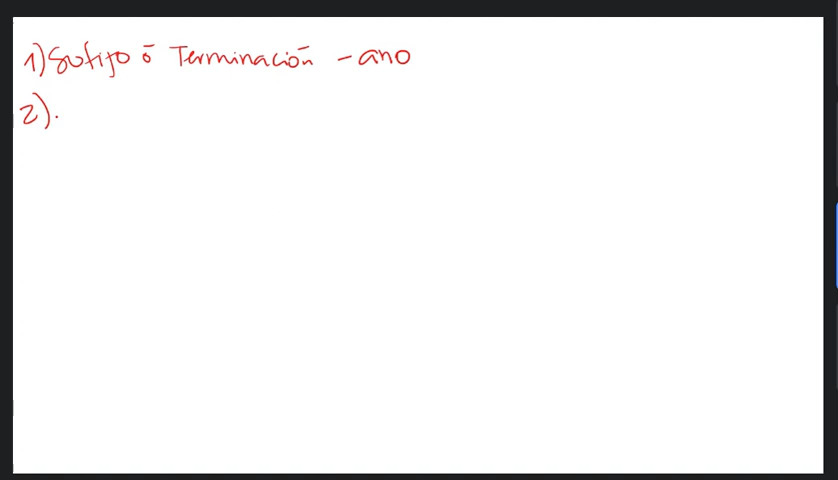 1) Sufijo ó Terminación -ano
2).